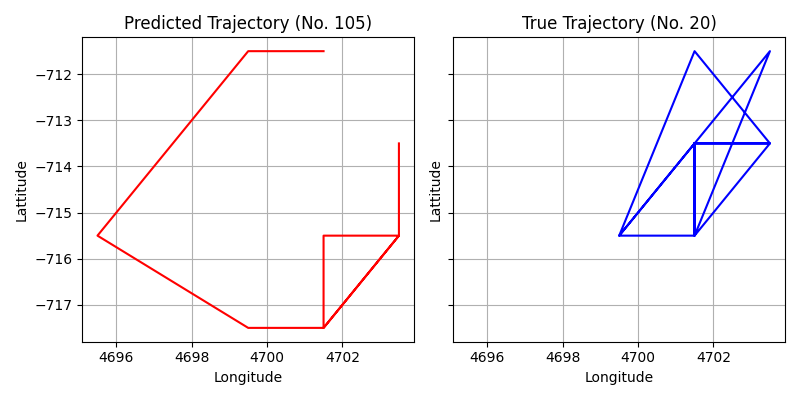 Predicted Trajectory (No. 105)
True Trajectory (No. 20)
Lattitude
−712
−713
−714
−715
−716
−717
4696
4698
4700
4702
Longitude
Lattitude
4696
4698
4700
4702
Longitude